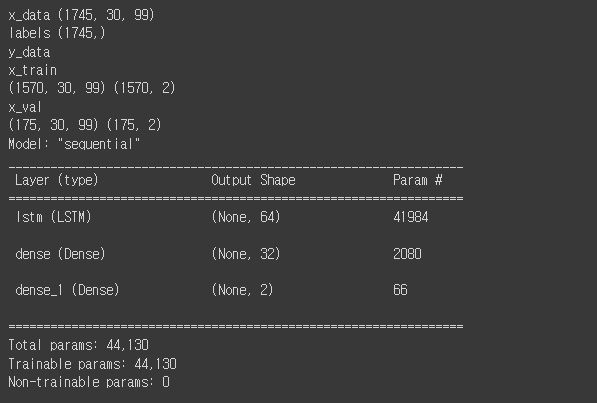 x_data (1745, 30, 99)
labels (1745,)
y_data
x_train
(1570, 30, 99) (1570, 2)
x_val
(175, 30, 99) (175, 2)
Model: "sequential"
_________________________________________________________________
Layer (type) Output Shape Param #
=================================================================
lstm (LSTM) (None, 64) 41984
dense (Dense) (None, 32) 2080
dense_1 (Dense) (None, 2) 66
=================================================================
Total params: 44,130
Trainable params: 44,130
Non-trainable params: 0